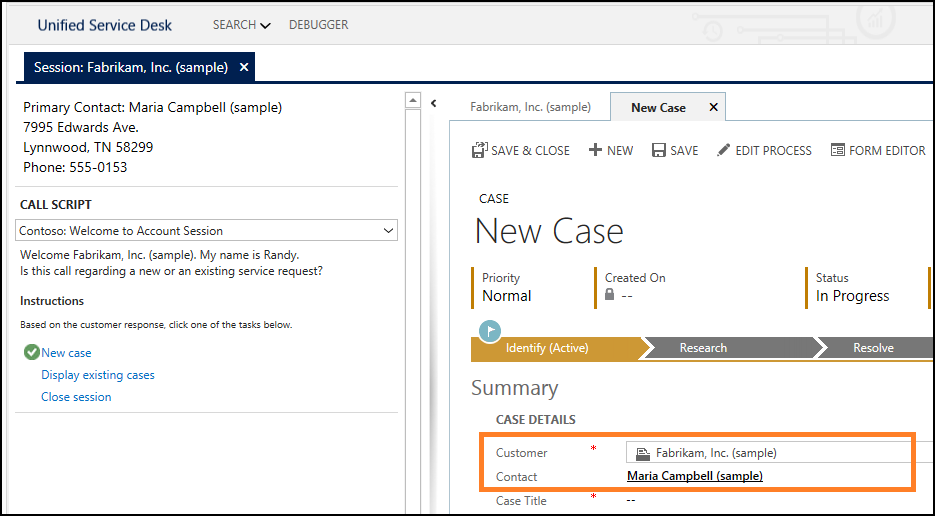 Unified Service Desk SEARCH DEBUGGER
Session: Fabrikam, Inc. (sample) ×
Primary Contact: Maria Campbell (sample)
7995 Edwards Ave.
Lynnwood, TN 58299
Phone: 555-0153
CALL SCRIPT
Contoso: Welcome to Account Session
Welcome Fabrikam, Inc. (sample). My name is Randy.
Is this call regarding a new or an existing service request?
Instructions
Based on the customer response, click one of the tasks below.
New case
Display existing cases
Close session
Fabrikam, Inc. (sample) New Case ×
SAVE & CLOSE NEW SAVE EDIT PROCESS FORM EDITOR
CASE
New Case
Priority Created On Status
Normal -- In Progress
Identify (Active) Research Resolve
Summary
CASE DETAILS
Customer * Fabrikam, Inc. (sample)
Contact Maria Campbell (sample)
Case Title * --